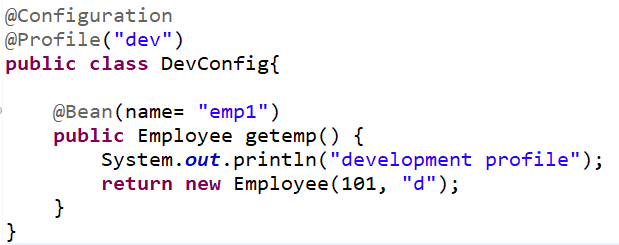 @Configuration
@Profile("dev")
public class DevConfig{
@Bean(name= "emp1")
public Employee getemp() {
System.out.println("development profile");
return new Employee(101, "d");
}
}